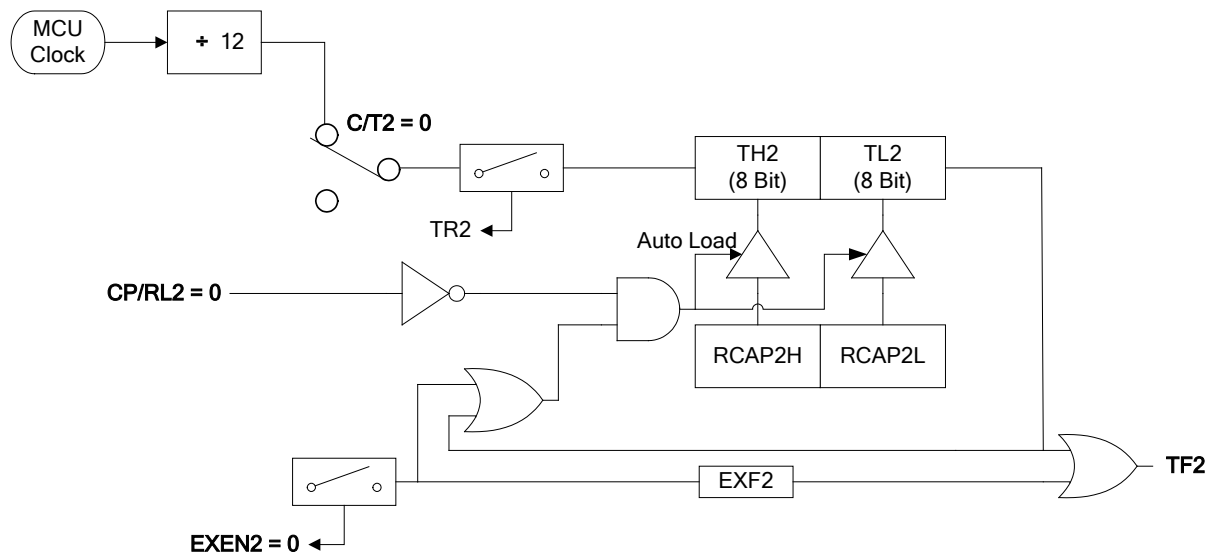 MCU
Clock
÷ 12
C/T2 = 0
TH2
(8 Bit)
TL2
(8 Bit)
TR2
Auto Load
CP/RL2 = 0
RCAP2H
RCAP2L
EXF2
TF2
EXEN2 = 0